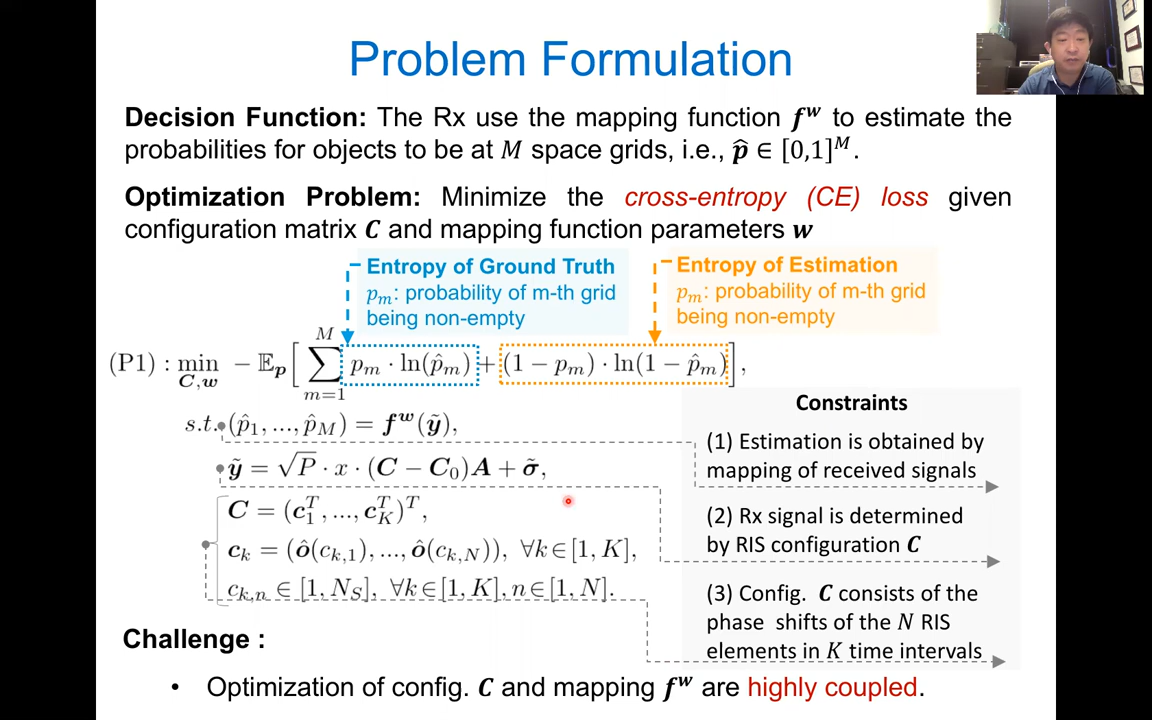 Problem Formulation
Decision Function: The Rx use the mapping function f^w to estimate the
probabilities for objects to be at M space grids, i.e., p̂ ∈ [0,1]^M.
Optimization Problem: Minimize the cross-entropy (CE) loss given
configuration matrix C and mapping function parameters w
Entropy of Ground Truth
p_m: probability of m-th grid
being non-empty
Entropy of Estimation
p_m: probability of m-th grid
being non-empty
(P1) : min_{C,w} − 𝔼_p[ ∑_{m=1}^{M} p_m · ln(p̂_m) + (1 − p_m) · ln(1 − p̂_m) ],
s.t. (p̂_1, ..., p̂_M) = f^w(ỹ),
ỹ = √P · x · (C − C_0)A + σ̃,
C = (c_1^T, ..., c_K^T)^T,
c_k = (ô(c_{k,1}), ..., ô(c_{k,N})), ∀k∈[1, K],
c_{k,n} ∈ [1, N_S], ∀k∈[1, K], n∈[1, N].
Constraints
(1) Estimation is obtained by
mapping of received signals
(2) Rx signal is determined
by RIS configuration C
(3) Config. C consists of the
phase shifts of the N RIS
elements in K time intervals
Challenge :
• Optimization of config. C and mapping f^w are highly coupled.